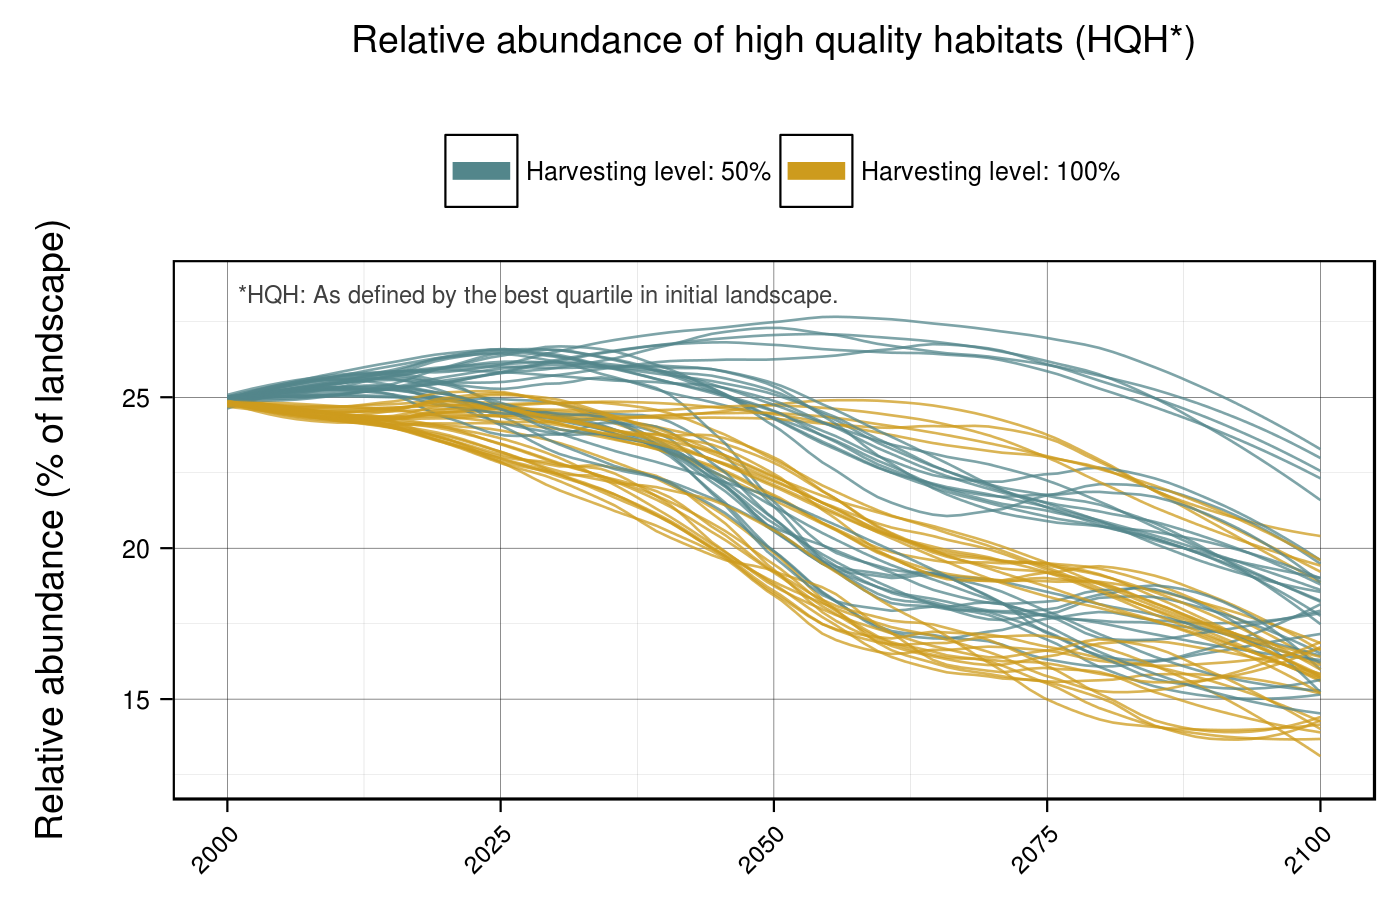 Relative abundance of high quality habitats (HQH*)
Harvesting level: 50%
Harvesting level: 100%
Relative abundance (% of landscape)
*HQH: As defined by the best quartile in initial landscape.
25
20
15
2000
2025
2050
2075
2100